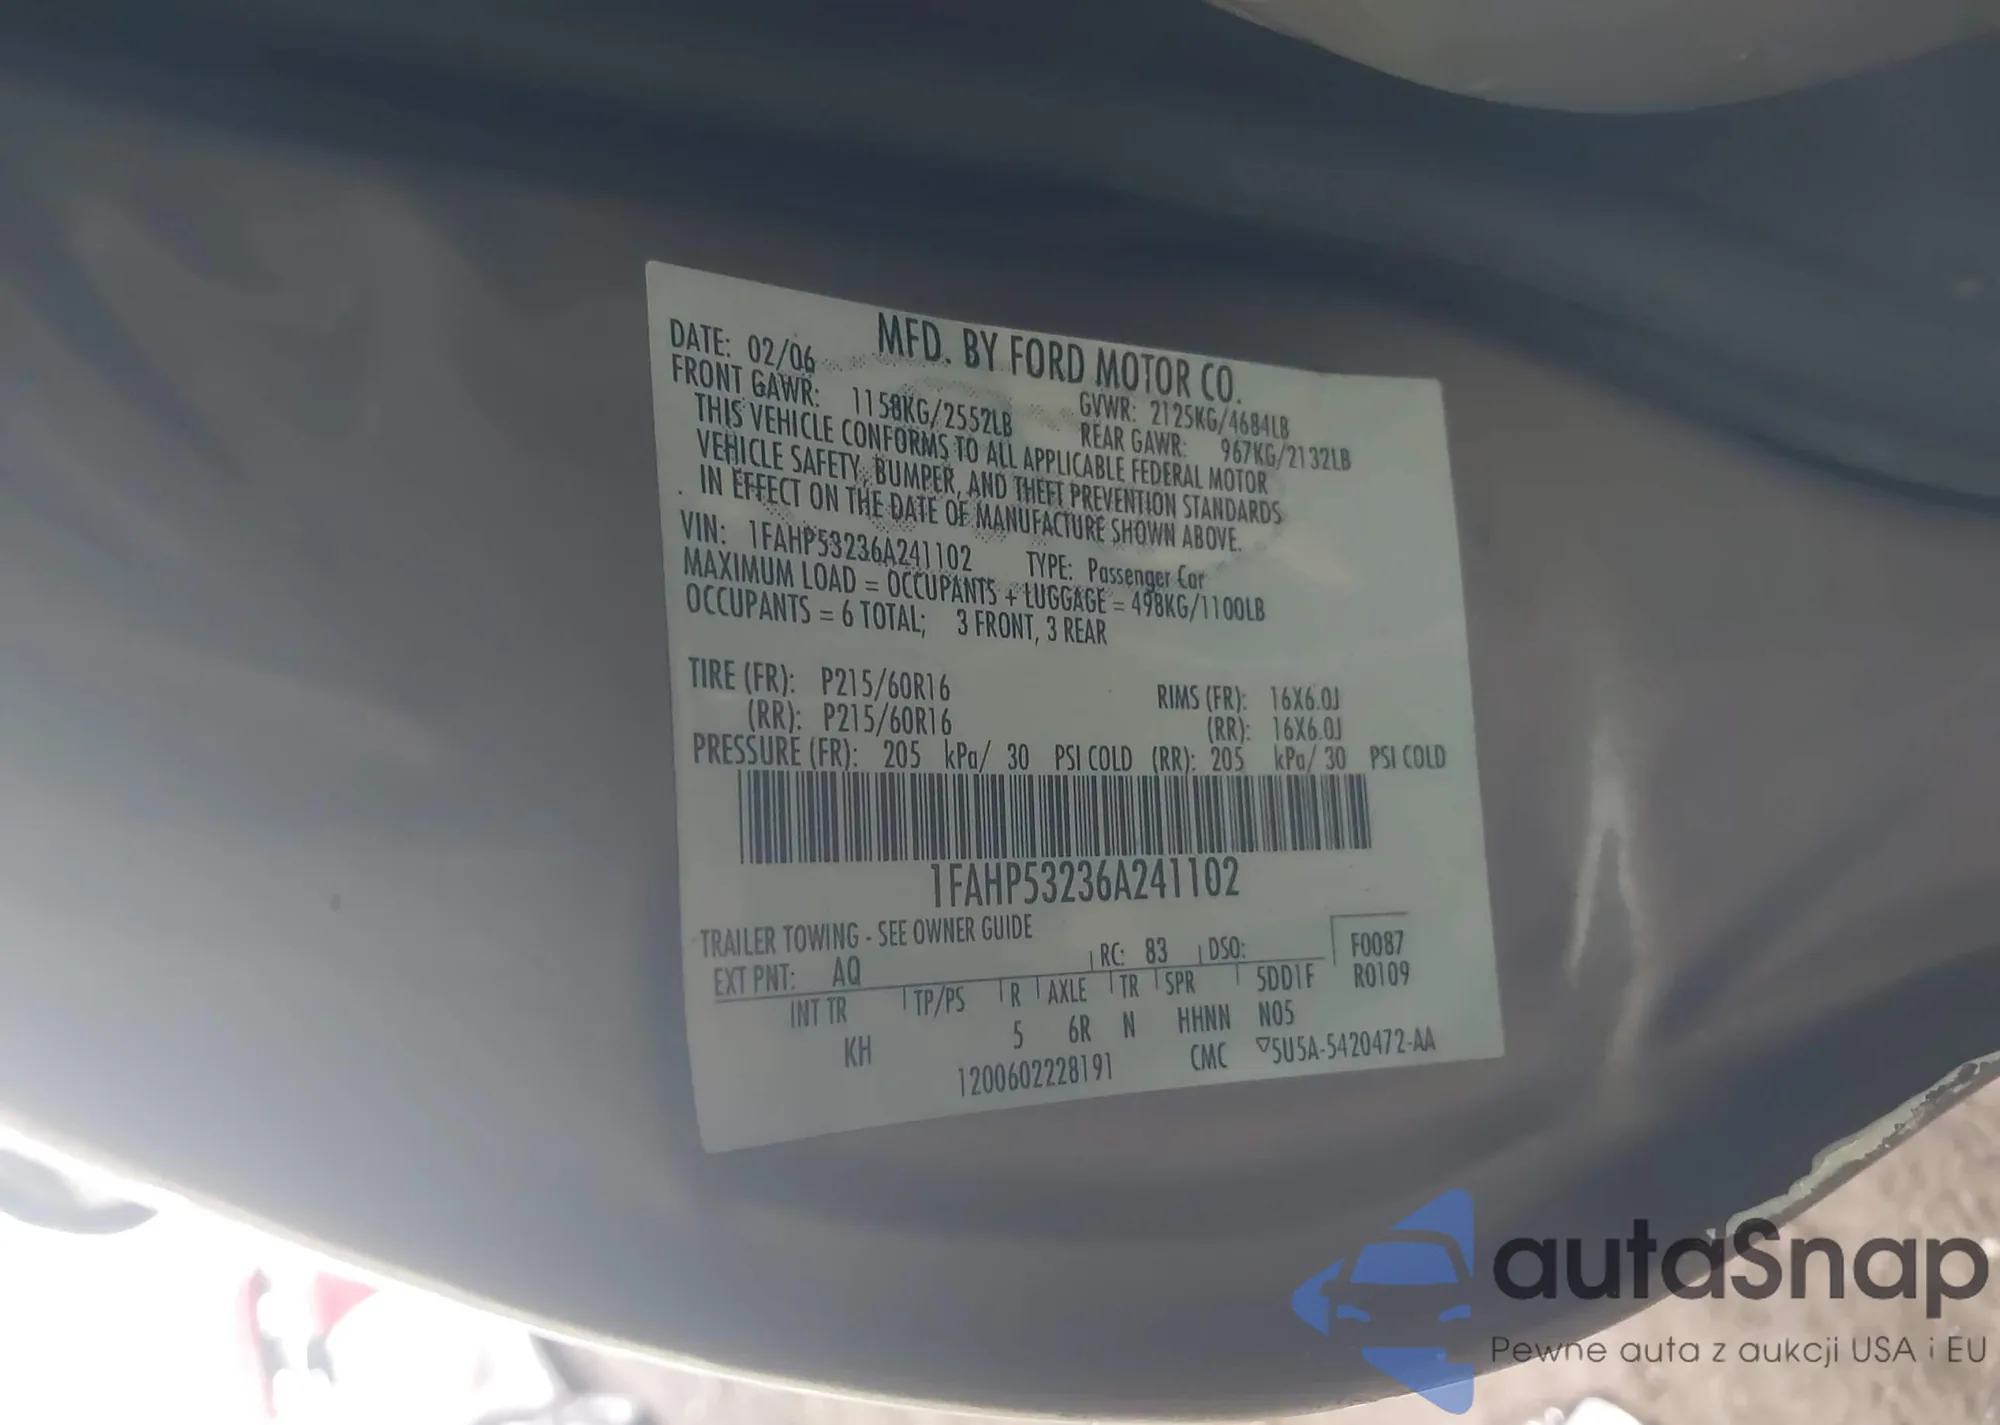 MFD. BY FORD MOTOR CO.
DATE: 02/06 GVWR: 2125KG/4684LB
FRONT GAWR: 1158KG/2552LB REAR GAWR: 967KG/2132LB
THIS VEHICLE CONFORMS TO ALL APPLICABLE FEDERAL MOTOR
VEHICLE SAFETY, BUMPER, AND THEFT PREVENTION STANDARDS
IN EFFECT ON THE DATE OF MANUFACTURE SHOWN ABOVE.
VIN: 1FAHP53236A241102 TYPE: Passenger Car
MAXIMUM LOAD = OCCUPANTS + LUGGAGE = 498KG/1100LB
OCCUPANTS = 6 TOTAL; 3 FRONT, 3 REAR
TIRE (FR): P215/60R16 RIMS (FR): 16X6.0J
(RR): P215/60R16 (RR): 16X6.0J
PRESSURE (FR): 205 kPa/ 30 PSI COLD (RR): 205 kPa/ 30 PSI COLD
1FAHP53236A241102
TRAILER TOWING - SEE OWNER GUIDE
EXT PNT: AQ RC: 83 DSO: F0087
INT TR TP/PS R AXLE TR SPR 5DD1F R0109
KH 5 6R N HHNN N05
1200602228191 CMC ▽5U5A-5420472-AA
autaSnap
Pewne auta z aukcji USA i EU